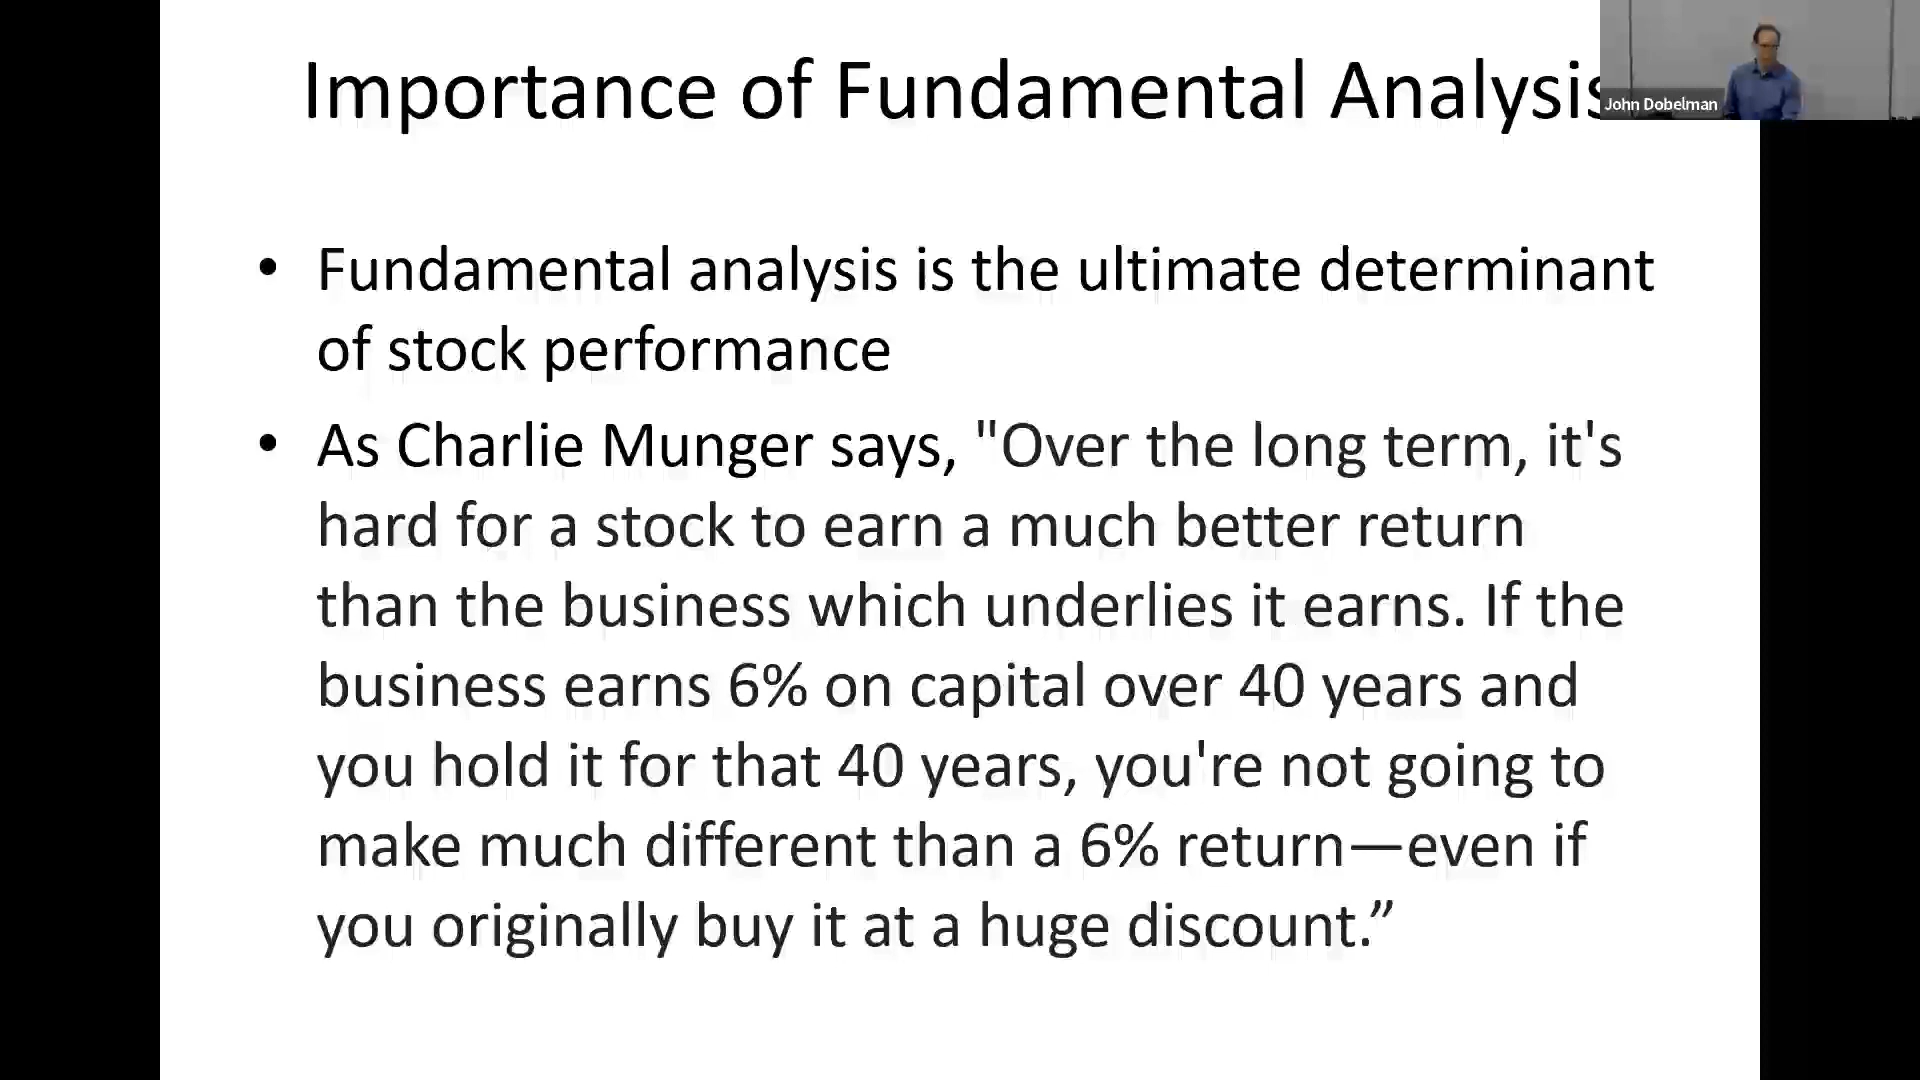 Importance of Fundamental Analysis
John Dobelman
• Fundamental analysis is the ultimate determinant
of stock performance
• As Charlie Munger says, "Over the long term, it's
hard for a stock to earn a much better return
than the business which underlies it earns. If the
business earns 6% on capital over 40 years and
you hold it for that 40 years, you're not going to
make much different than a 6% return—even if
you originally buy it at a huge discount.”